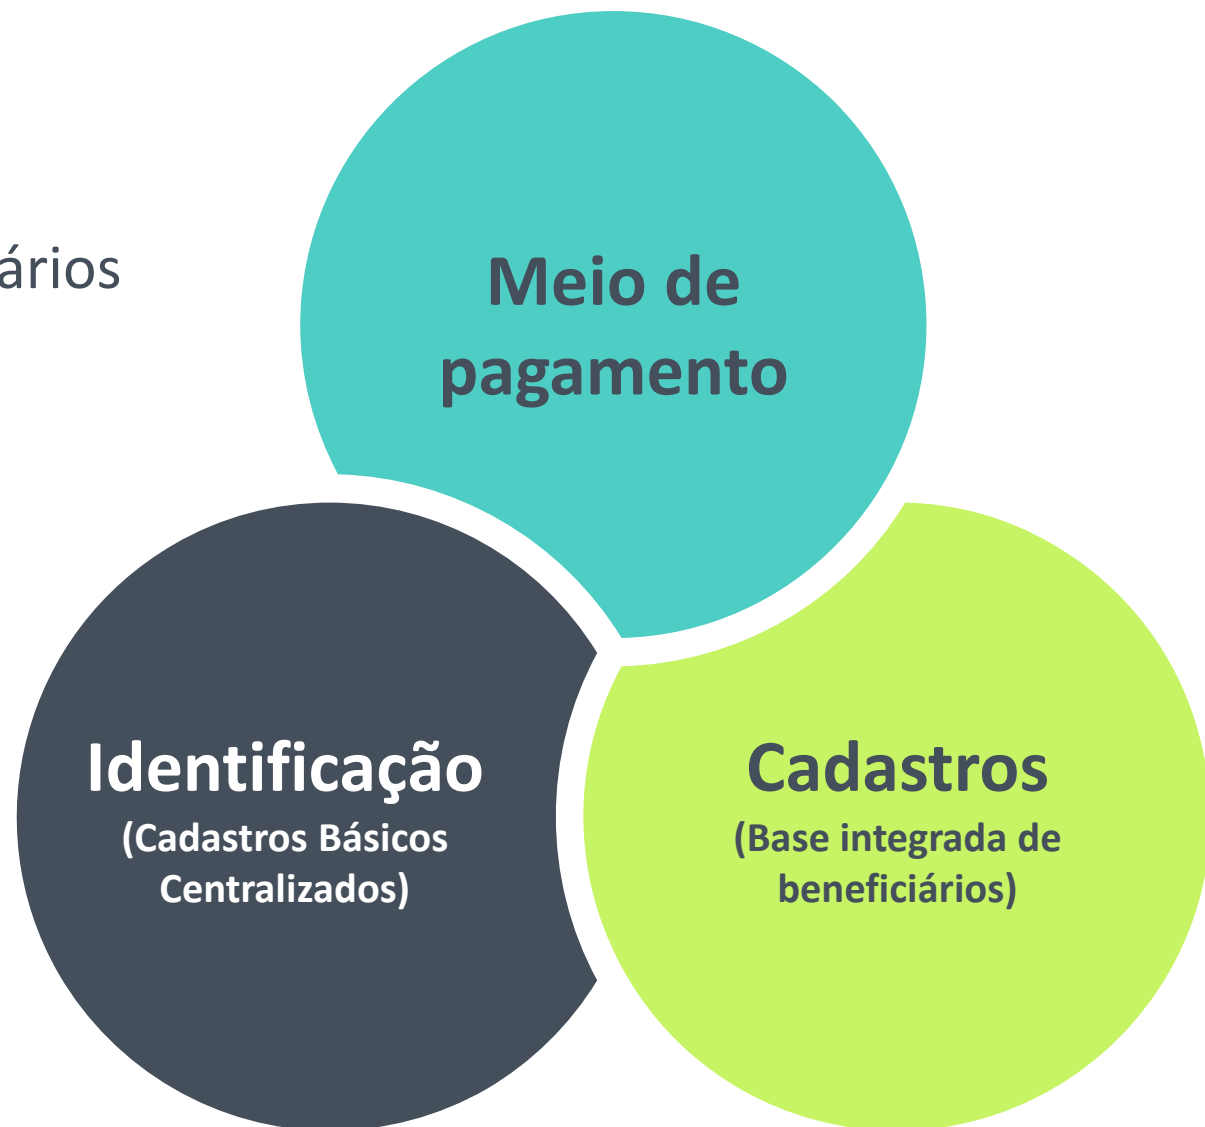 ários
Meio de
pagamento
Identificação
(Cadastros Básicos
Centralizados)
Cadastros
(Base integrada de
beneficiários)